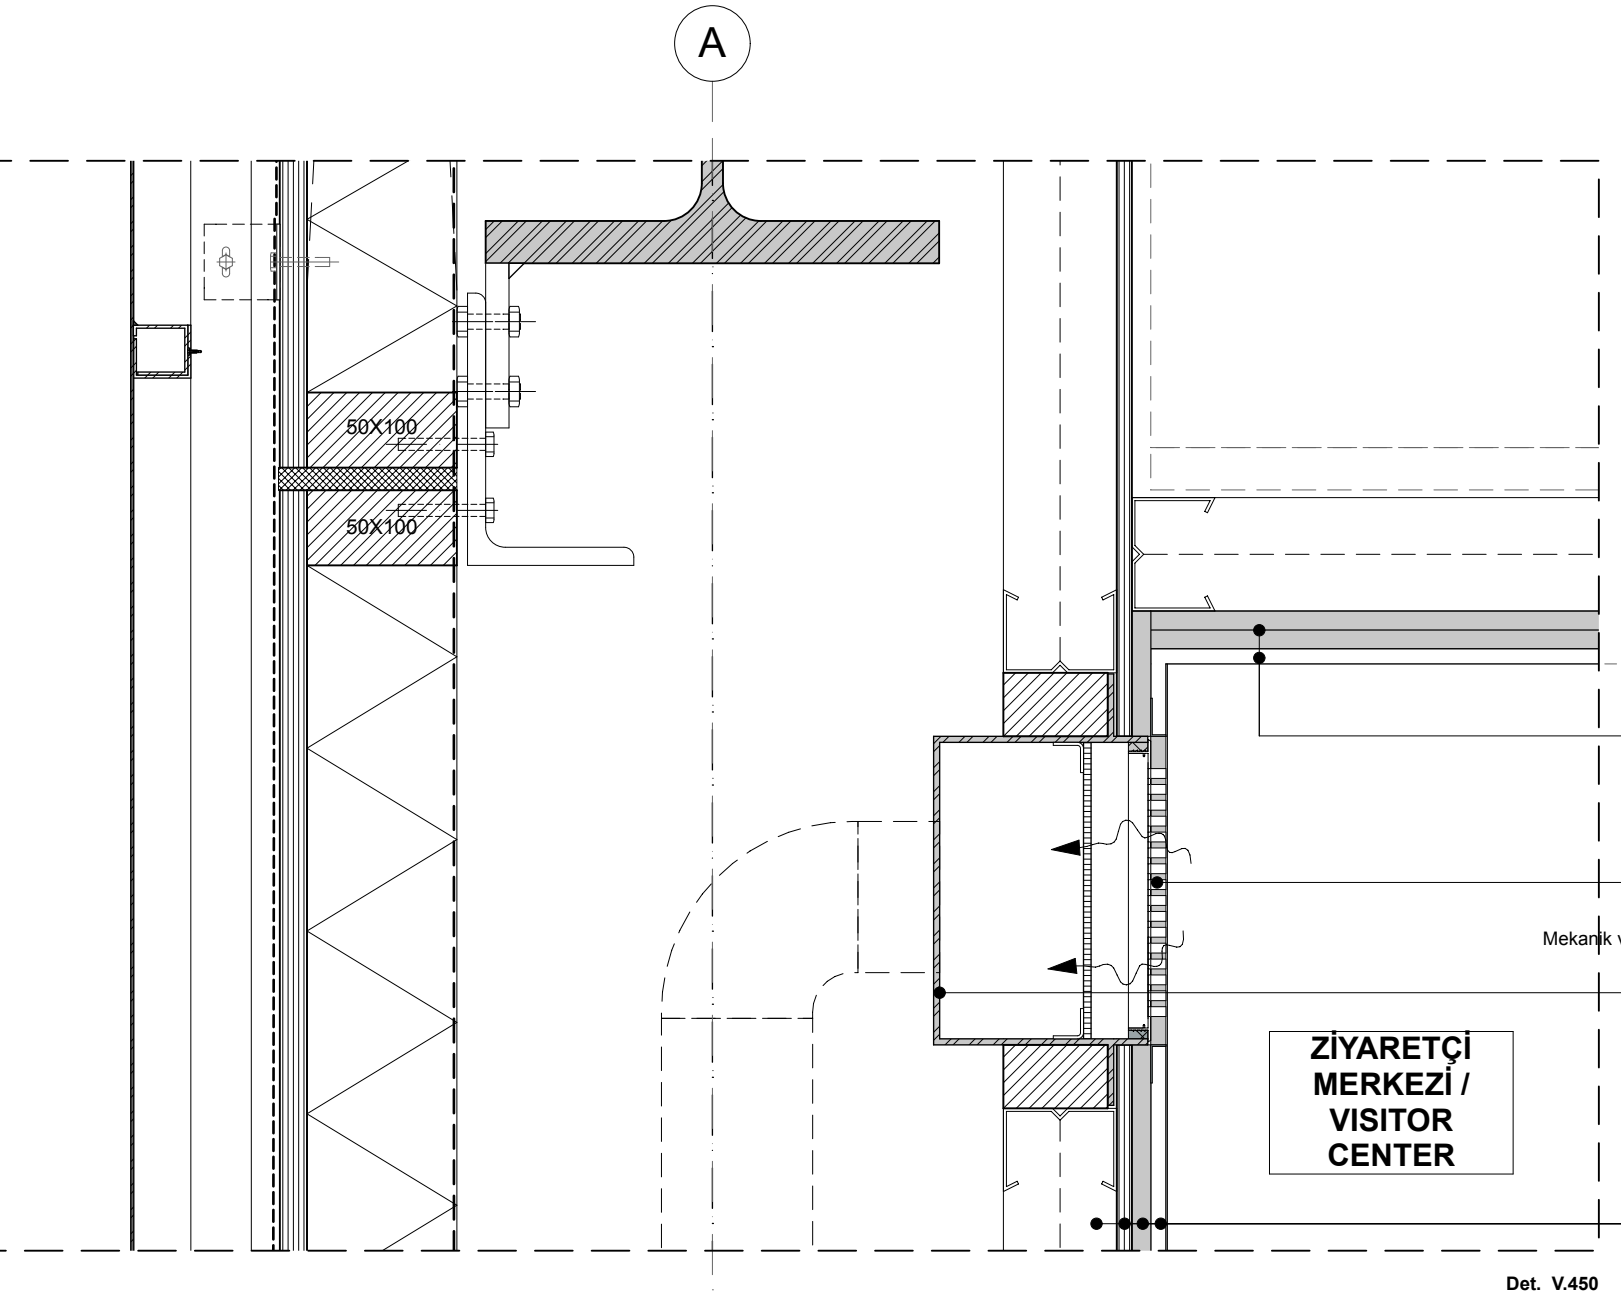 A
50X100
50X100
Mekanik v
ZİYARETÇİ
MERKEZİ /
VISITOR
CENTER
Det. V.450